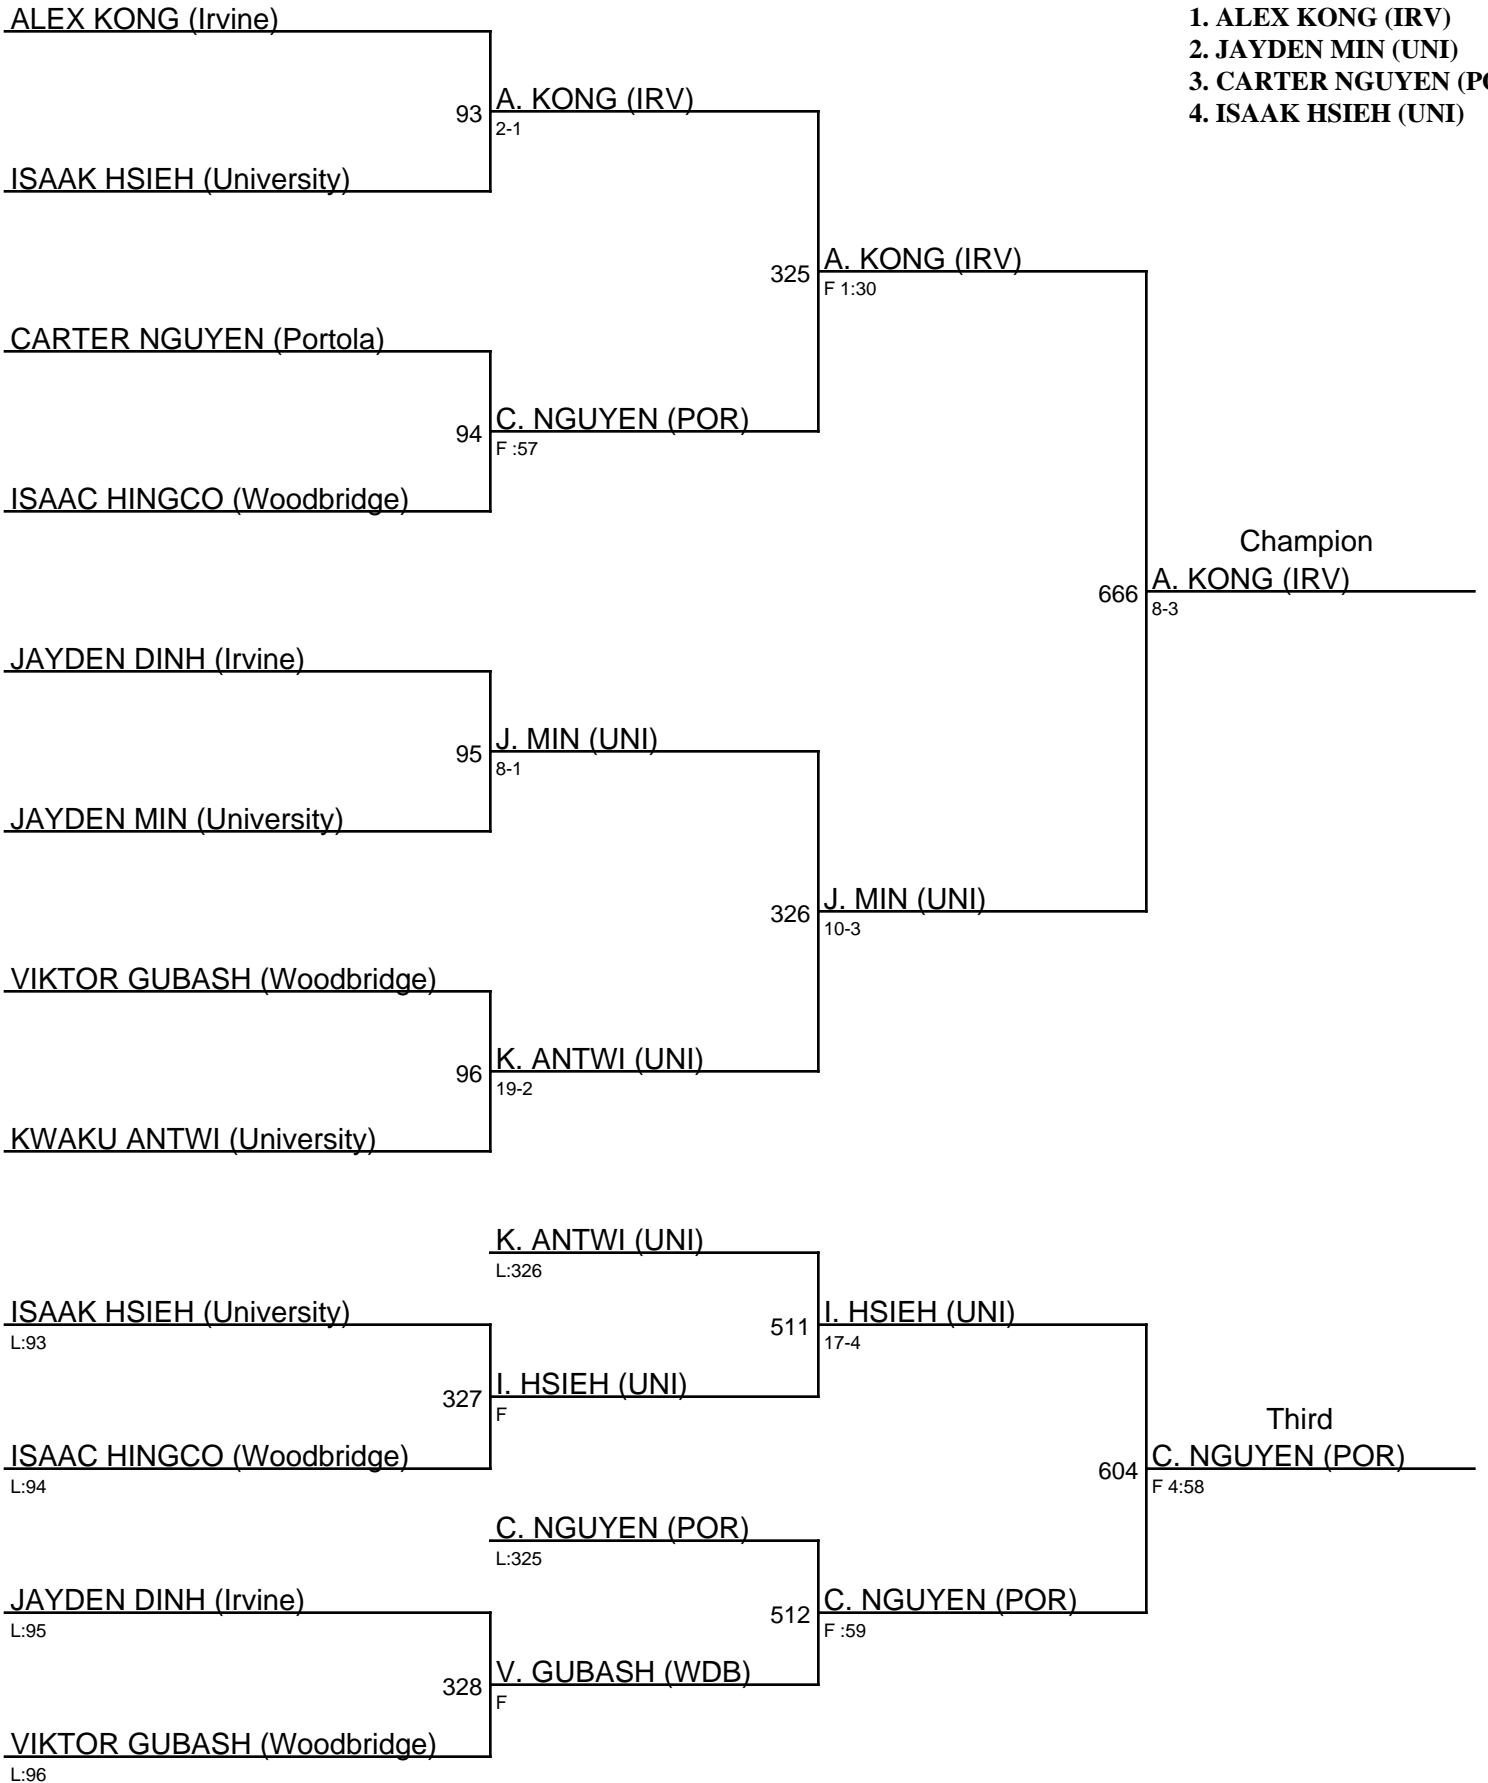 ALEX KONG (Irvine)
1. ALEX KONG (IRV)
2. JAYDEN MIN (UNI)
3. CARTER NGUYEN (PO
4. ISAAK HSIEH (UNI)
93
A. KONG (IRV)
2-1
ISAAK HSIEH (University)
325
A. KONG (IRV)
F 1:30
CARTER NGUYEN (Portola)
94
C. NGUYEN (POR)
F :57
ISAAC HINGCO (Woodbridge)
Champion
666
A. KONG (IRV)
8-3
JAYDEN DINH (Irvine)
95
J. MIN (UNI)
8-1
JAYDEN MIN (University)
326
J. MIN (UNI)
10-3
VIKTOR GUBASH (Woodbridge)
96
K. ANTWI (UNI)
19-2
KWAKU ANTWI (University)
K. ANTWI (UNI)
L:326
ISAAK HSIEH (University)
L:93
511
I. HSIEH (UNI)
17-4
327
I. HSIEH (UNI)
F
ISAAC HINGCO (Woodbridge)
L:94
Third
604
C. NGUYEN (POR)
F 4:58
C. NGUYEN (POR)
L:325
JAYDEN DINH (Irvine)
L:95
512
C. NGUYEN (POR)
F :59
328
V. GUBASH (WDB)
F
VIKTOR GUBASH (Woodbridge)
L:96